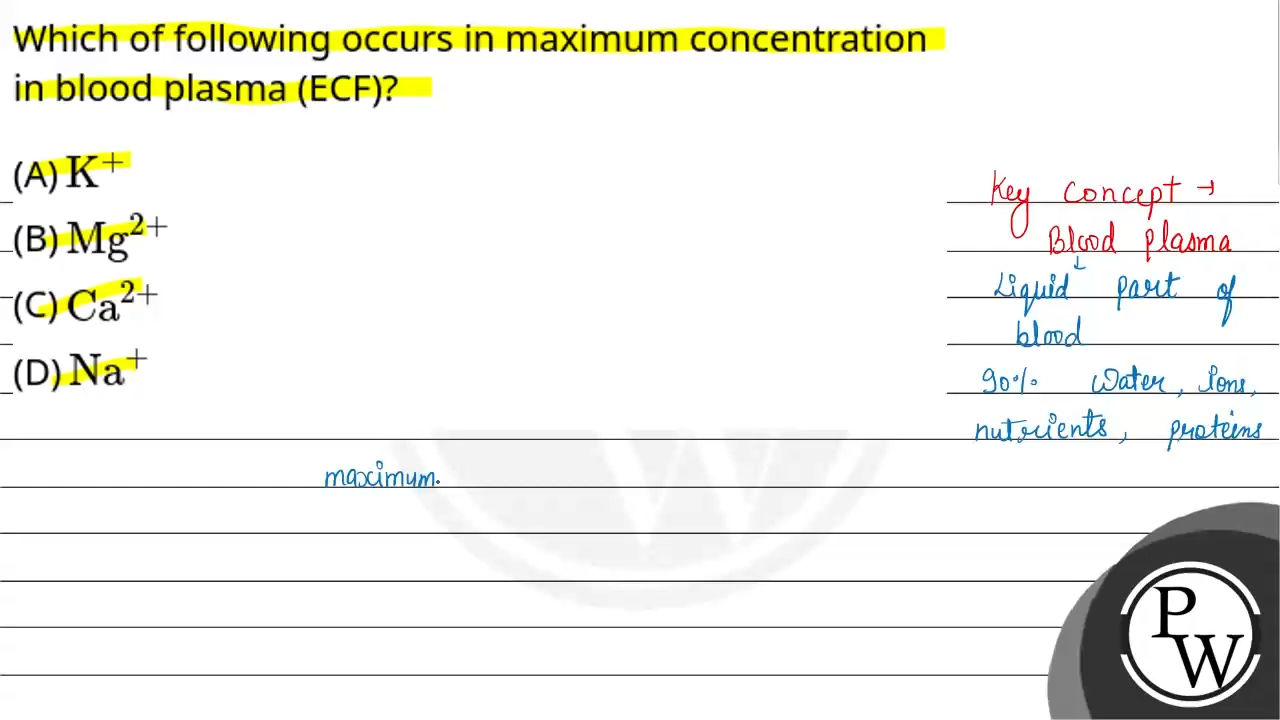 Which of following occurs in maximum concentration
in blood plasma (ECF)?
(A) K⁺
(B) Mg²⁺
(C) Ca²⁺
(D) Na⁺
Key concept →
Blood plasma
↓
Liquid part of
blood
90% water, Ions,
nutrients, proteins
maximum.
W
P
W